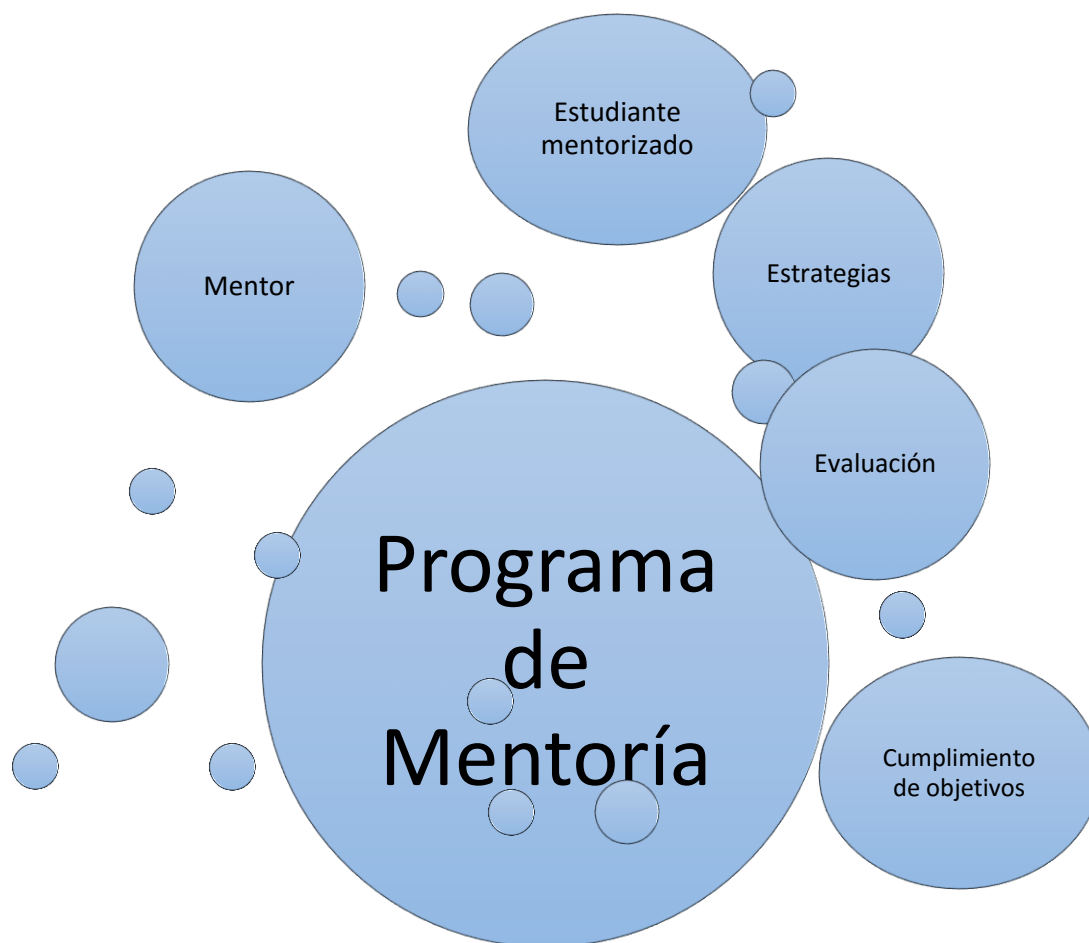 Estudiante
mentorizado
Mentor
Estrategias
Evaluación
Programa
de
Mentoría
Cumplimiento
de objetivos